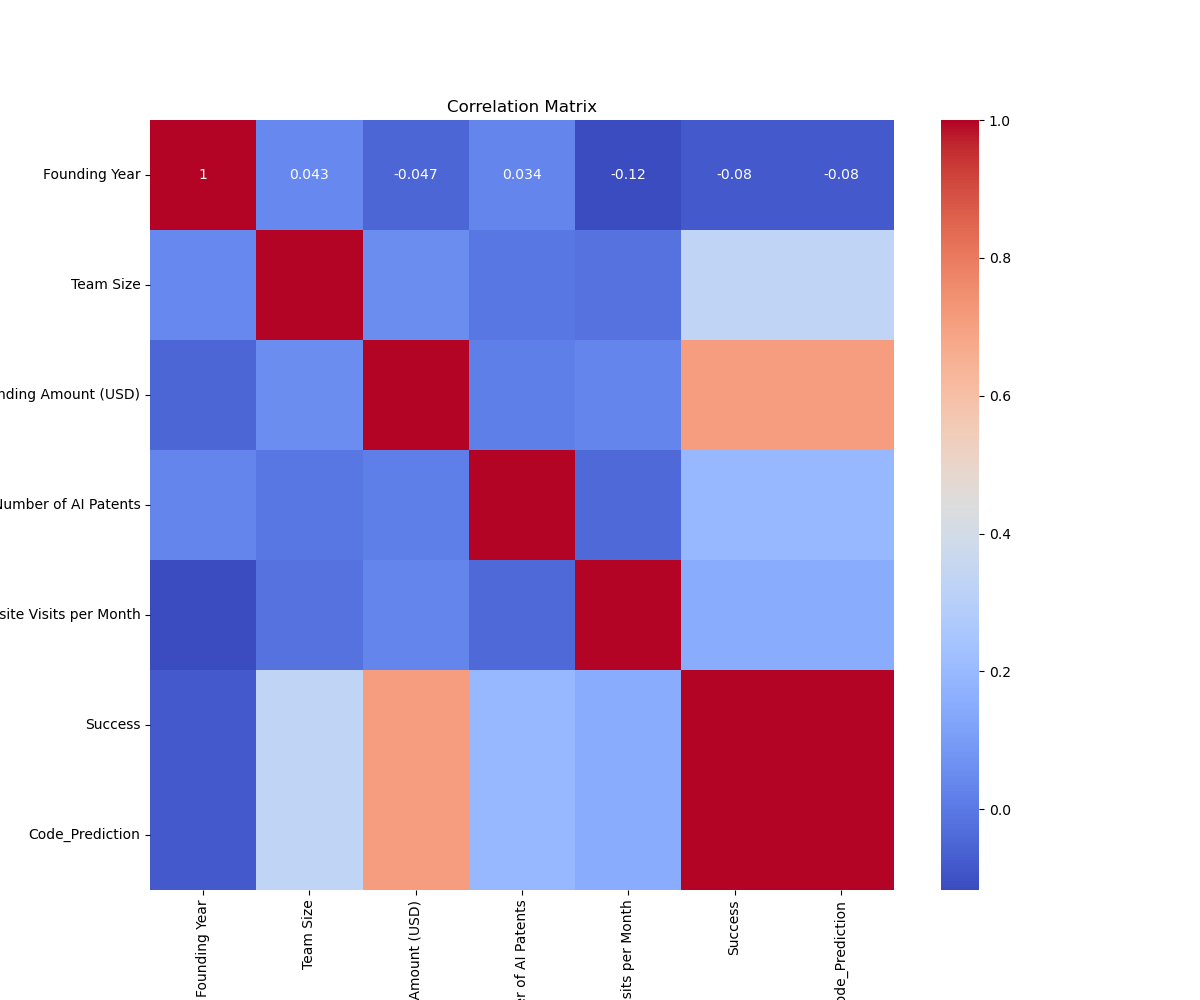 Correlation Matrix
1.0
Founding Year 1 0.043 -0.047 0.034 -0.12 -0.08 -0.08
0.8
Team Size
0.6
nding Amount (USD)
Number of AI Patents
0.4
site Visits per Month
0.2
Success
0.0
Code_Prediction
Founding Year
Team Size
Amount (USD)
er of AI Patents
sits per Month
Success
ode_Prediction